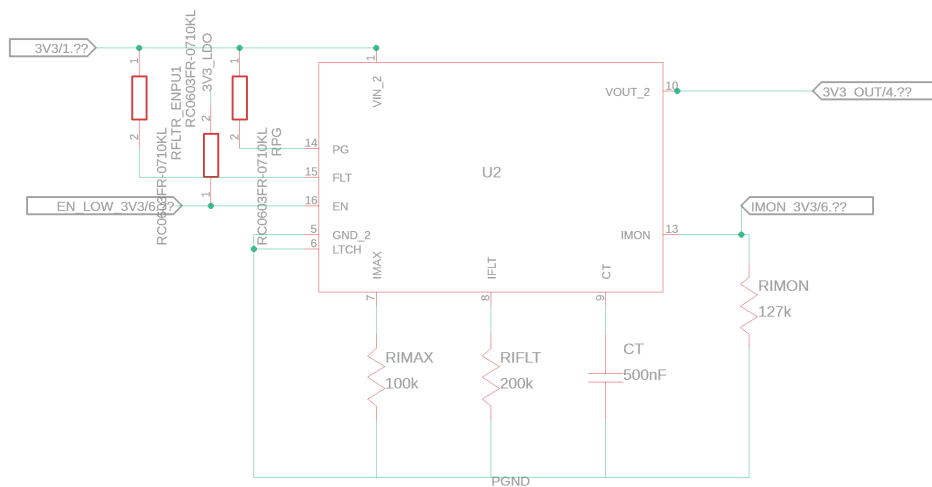 3V3/1.??
1
2
RFLTR_ENPU1
RC0603FR-0710KL
RC0603FR-0710KL
3V3_LDO
2
1
RC0603FR-0710KL
1
2
RPG
RC0603FR-0710KL
1
VIN_2
VOUT_2
10
3V3_OUT/4.??
14
PG
15
FLT
U2
EN_LOW_3V3/6.??
16
EN
IMON_3V3/6.??
5
GND_2
6
LTCH
IMON
13
IMAX
IFLT
CT
7
8
9
RIMON
127k
RIMAX
100k
RIFLT
200k
CT
500nF
PGND